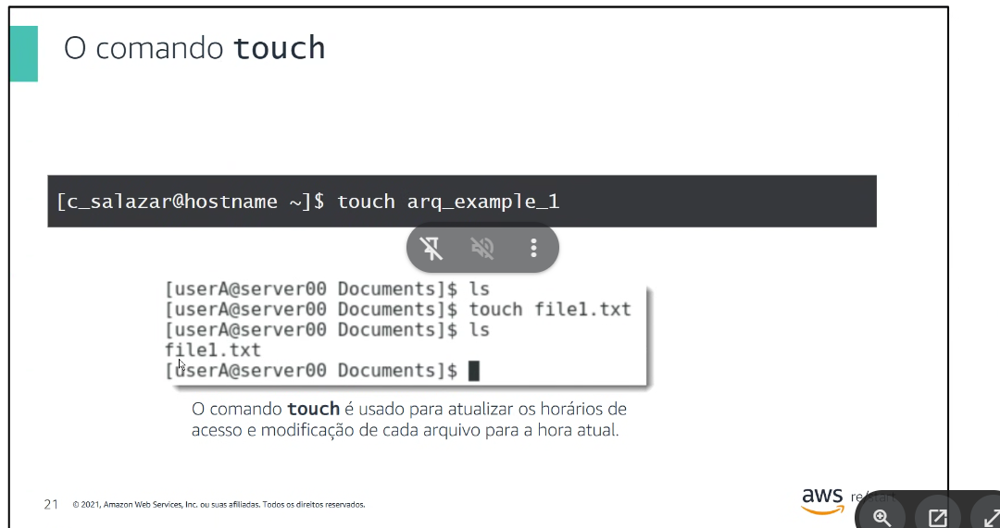 O comando touch
[c_salazar@hostname ~]$ touch arq_example_1
[userA@server00 Documents]$ ls
[userA@server00 Documents]$ touch file1.txt
[userA@server00 Documents]$ ls
file1.txt
[userA@server00 Documents]$
O comando touch é usado para atualizar os horários de
acesso e modificação de cada arquivo para a hora atual.
21 © 2021, Amazon Web Services, Inc. ou suas afiliadas. Todos os direitos reservados.
aws re/start